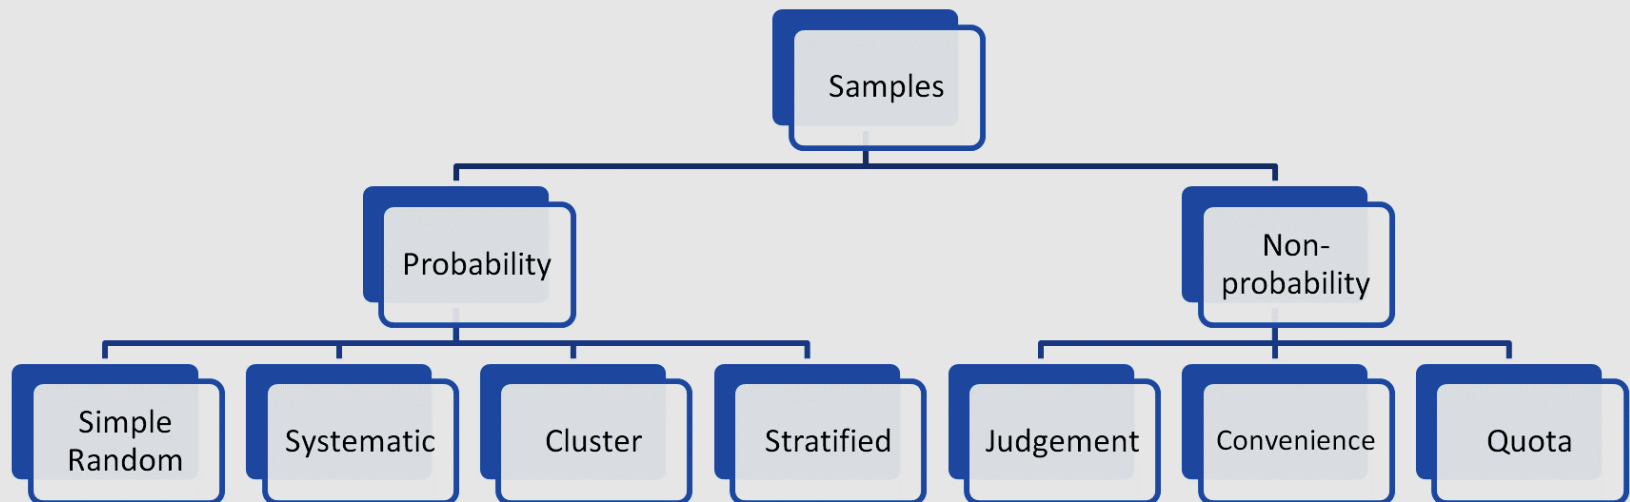 Samples
Probability
Non-
probability
Simple
Random
Systematic
Cluster
Stratified
Judgement
Convenience
Quota